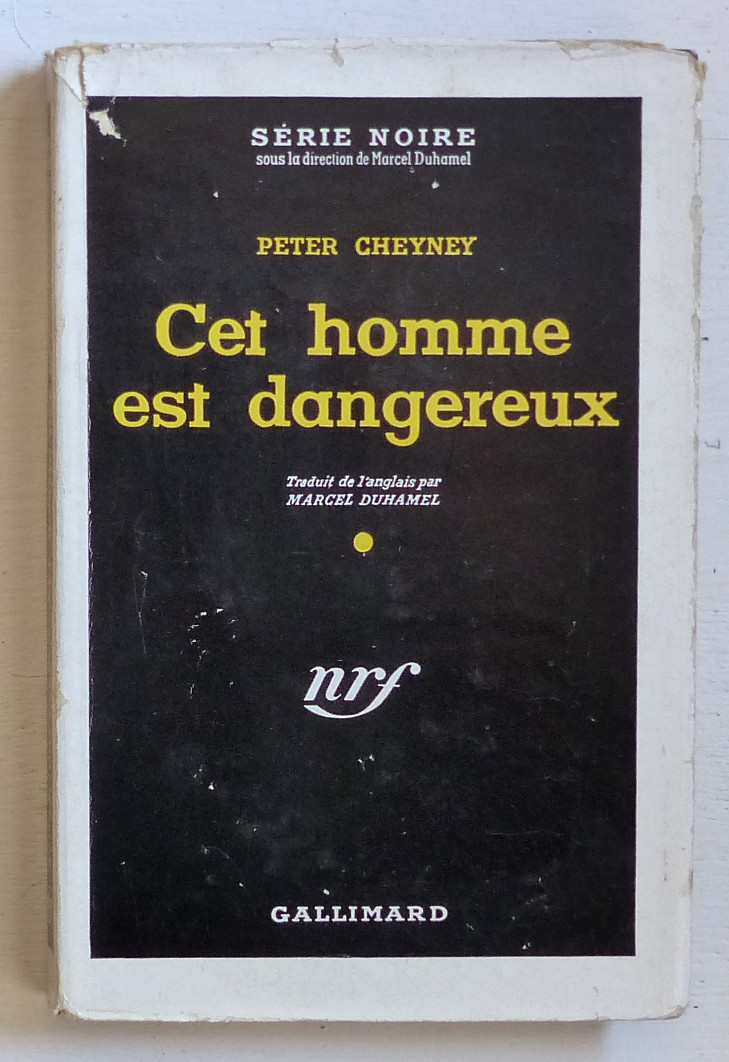 SÉRIE NOIRE
sous la direction de Marcel Duhamel
PETER CHEYNEY
Cet homme
est dangereux
Traduit de l'anglais par
MARCEL DUHAMEL
nrf
GALLIMARD